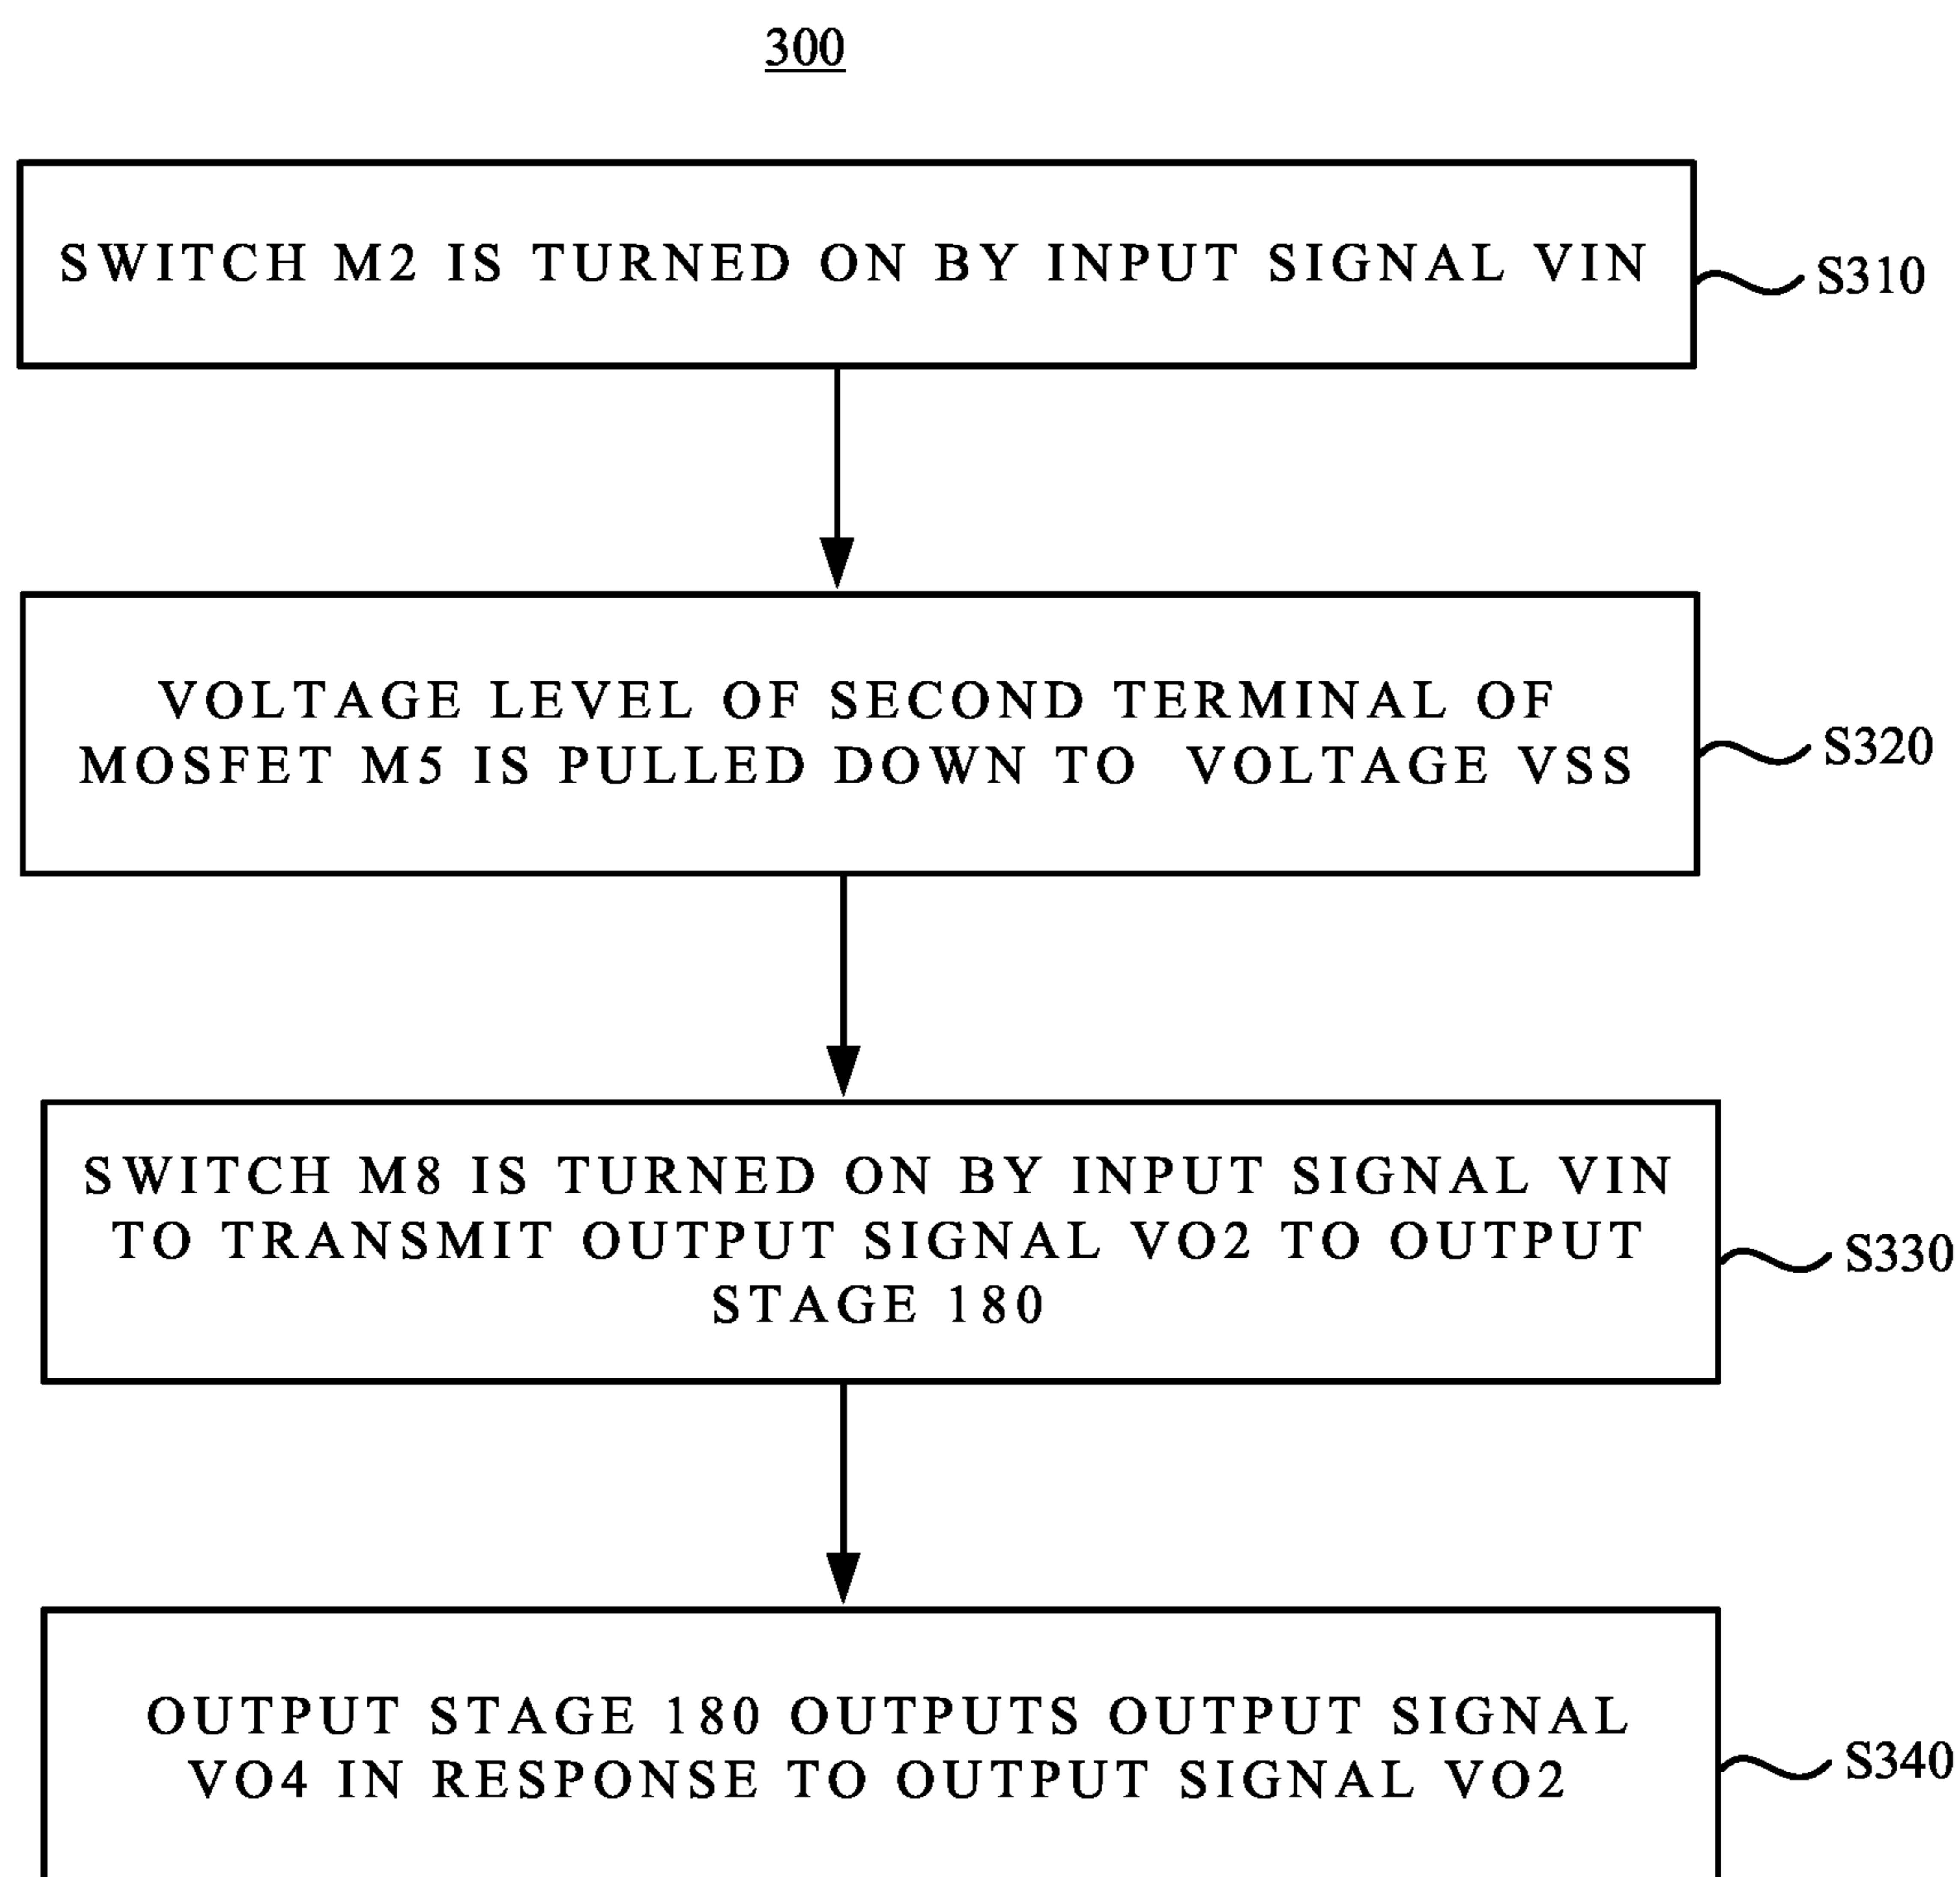 300
SWITCH M2 IS TURNED ON BY INPUT SIGNAL VIN
S310
VOLTAGE LEVEL OF SECOND TERMINAL OF
MOSFET M5 IS PULLED DOWN TO VOLTAGE VSS
S320
SWITCH M8 IS TURNED ON BY INPUT SIGNAL VIN
TO TRANSMIT OUTPUT SIGNAL VO2 TO OUTPUT
STAGE 180
S330
OUTPUT STAGE 180 OUTPUTS OUTPUT SIGNAL
VO4 IN RESPONSE TO OUTPUT SIGNAL VO2
S340